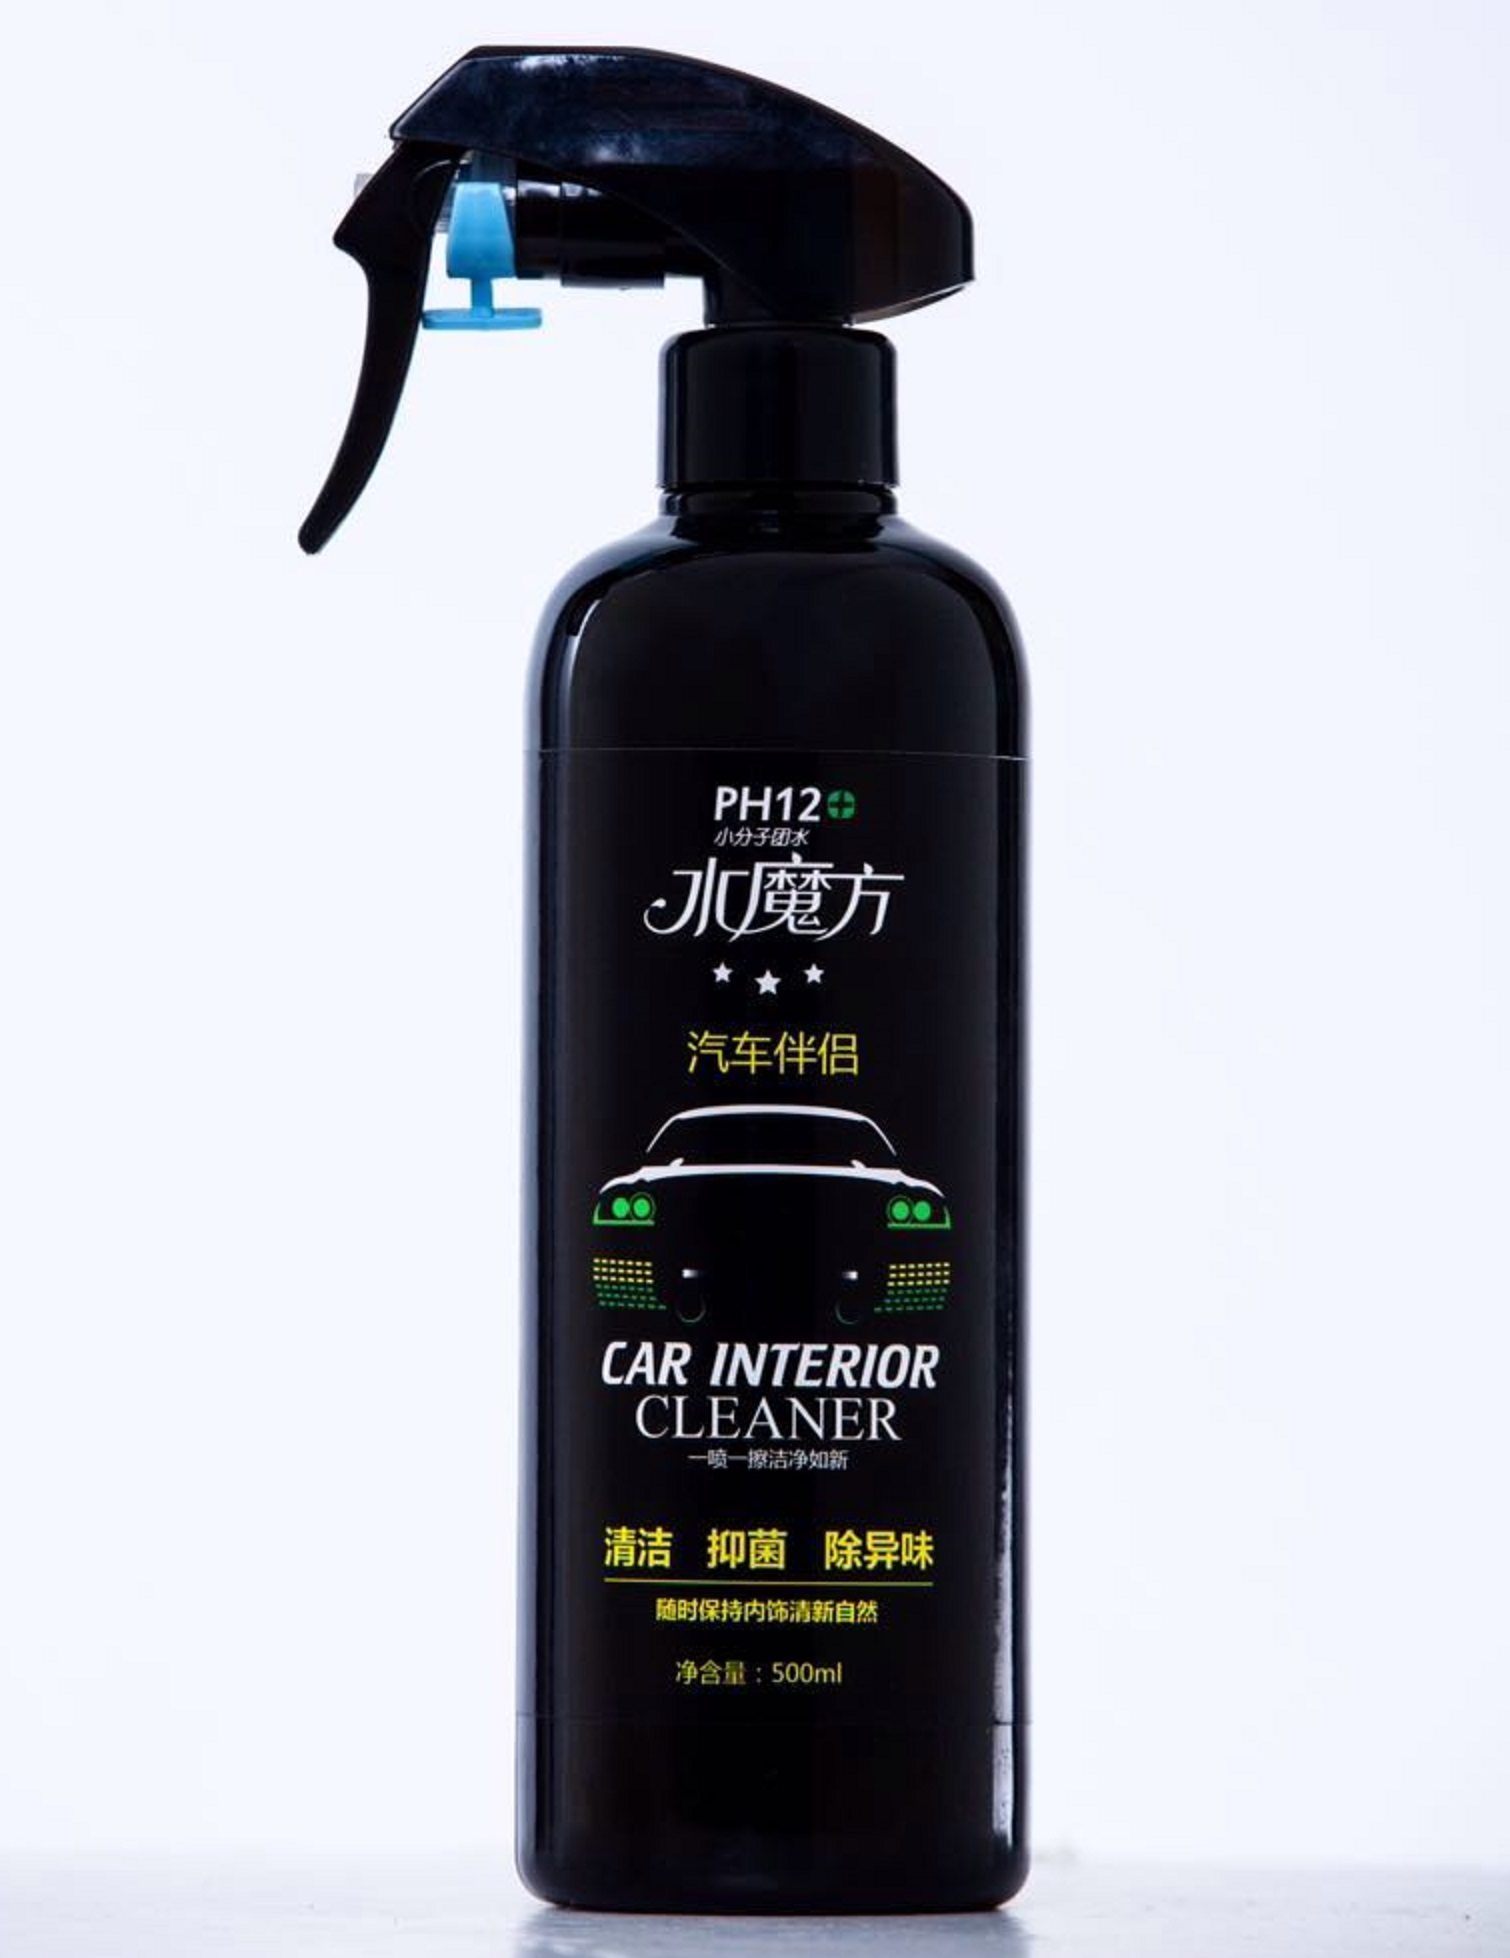 PH12
小分子团水
水魔方
汽车伴侣
CAR INTERIOR
CLEANER
一喷一擦洁净如新
清洁 抑菌 除异味
随时保持内饰清新自然
净含量：500ml